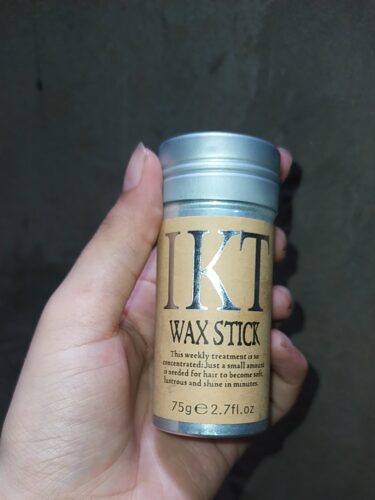 IKT
WAX STICK
This weekly treatment is so
concentrated: Just a small amount
is needed for hair to become soft,
lustrous and shine in minutes.
75g ℮ 2.7fl.oz